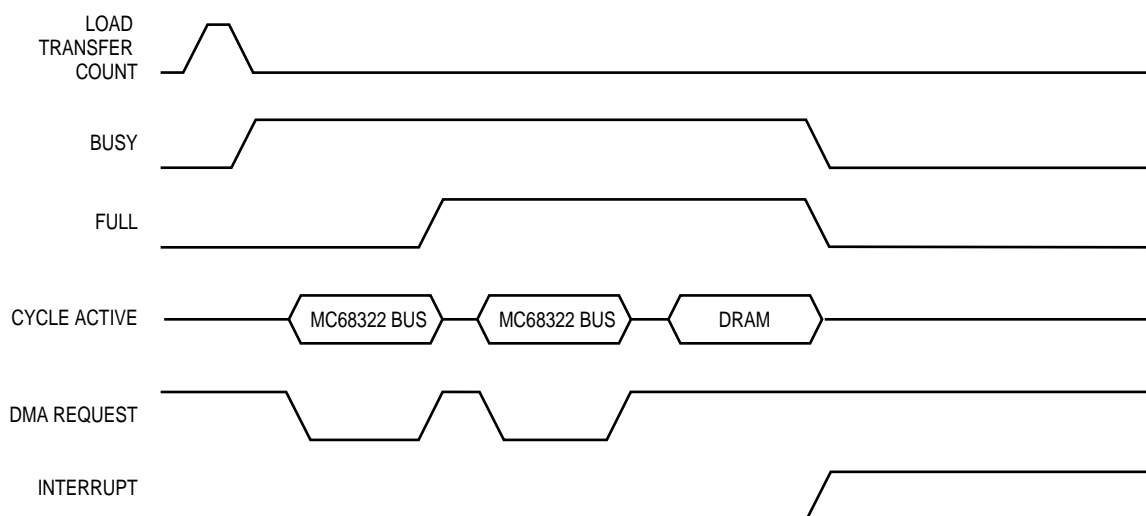 LOAD
TRANSFER
COUNT
BUSY
FULL
CYCLE ACTIVE
MC68322 BUS
MC68322 BUS
DRAM
DMA REQUEST
INTERRUPT